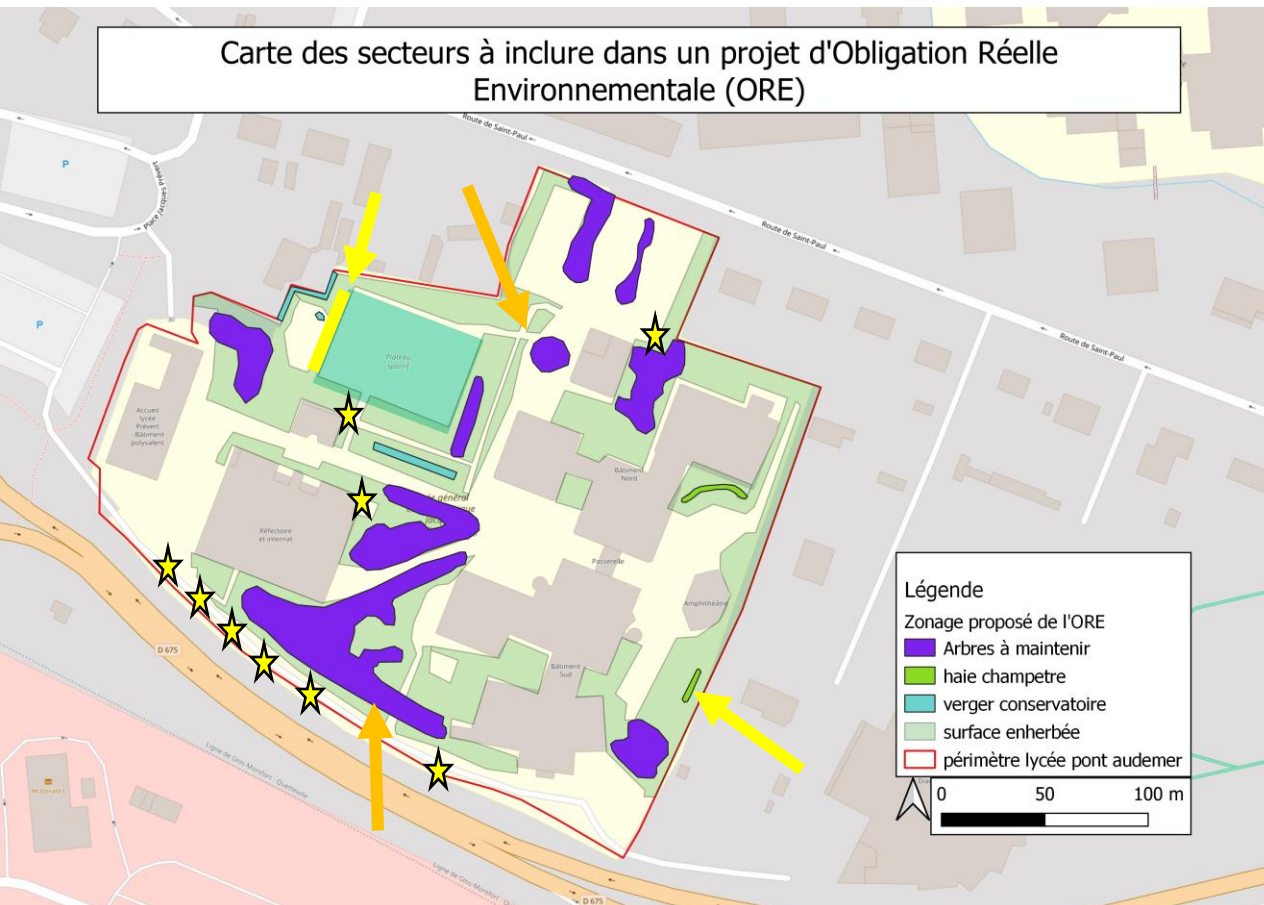 Carte des secteurs à inclure dans un projet d'Obligation Réelle
Environnementale (ORE)
Route de Saint-Paul
P
Place Jacques Prévert
Route de Saint-Paul
P
Plateau
sportif
Route de Saint-Paul
Accueil
lycée
Prévert
Bâtiment
polyvalent
Bâtiment
Nord
général
Réfectoire
et internat
Passerelle
Amphithéâtre
D 675
Bâtiment
Sud
Ligne de Glos-Montfort - Quetteville
McDonald's
Ligne de Glos-Montfort
D 675
Légende
Zonage proposé de l'ORE
Arbres à maintenir
haie champetre
verger conservatoire
surface enherbée
périmètre lycée pont audemer
0 50 100 m